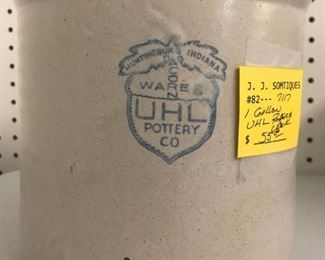 HUNTINGBURG INDIANA
ACORN
WARES
UHL
POTTERY
CO
J. J. SOMTIQUES
#82--- 7117
1 Gallon
UHL
$ 55